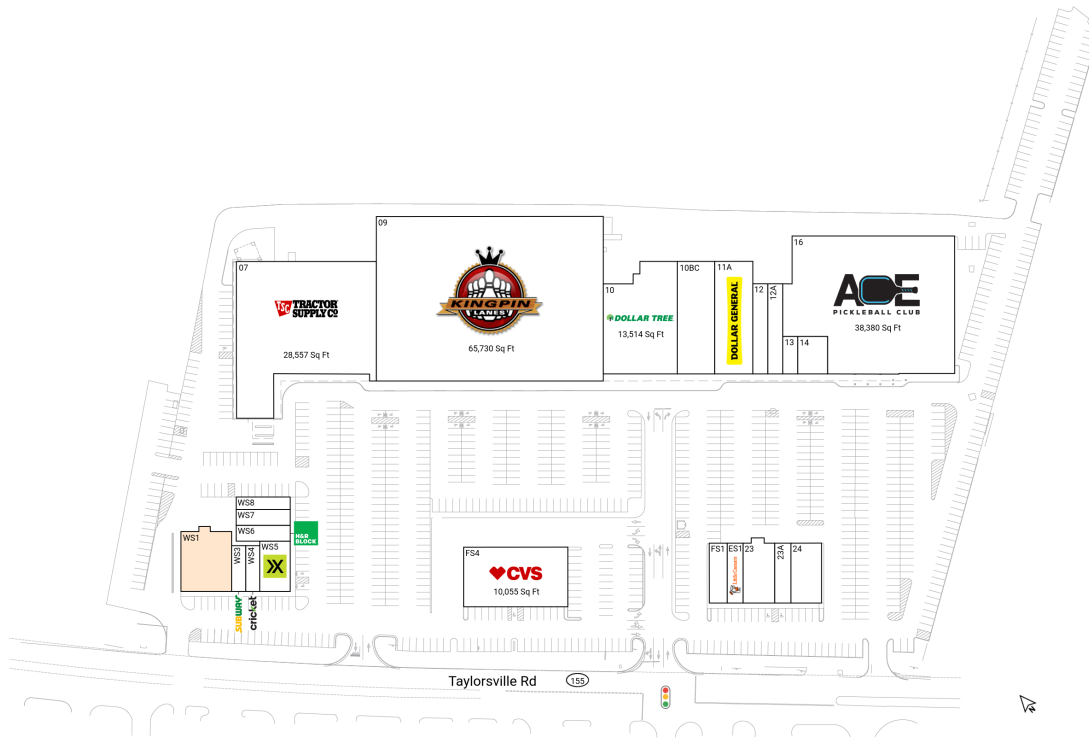 09
16
07
10
10BC
11A
12
12A
13
14
TSC TRACTOR
SUPPLY CO
28,557 Sq Ft
KINGPIN
LANES
65,730 Sq Ft
DOLLAR TREE
13,514 Sq Ft
DOLLAR GENERAL
ACE
PICKLEBALL CLUB
38,380 Sq Ft
WS8
WS7
WS6
WS1
WS3
WS4
WS5
H&R
BLOCK
SUBWAY
cricket
FS4
CVS
10,055 Sq Ft
FS1
ES1
23
23A
24
Little Caesars
Taylorsville Rd
155
N